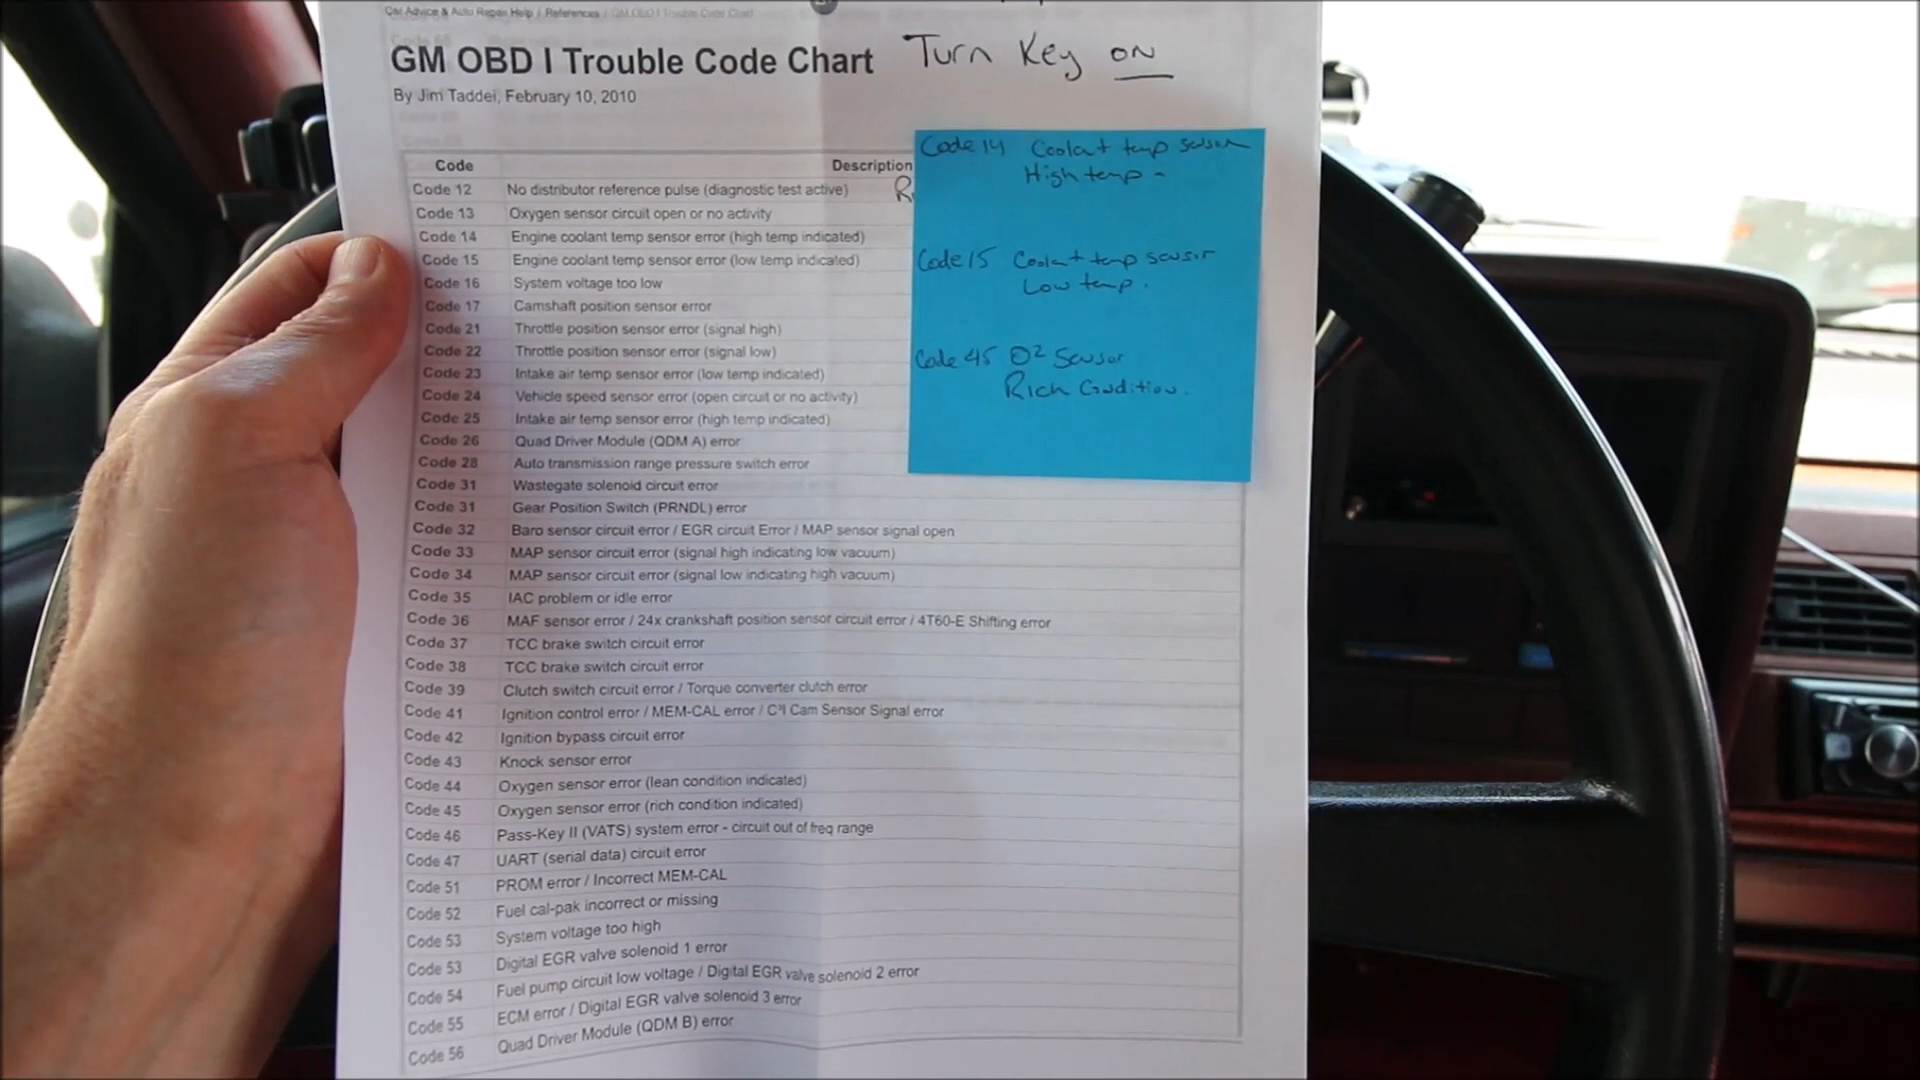 Car Advice & Auto Repair Help / References / GM OBD I Trouble Code Chart
GM OBD I Trouble Code Chart
Turn Key on
By Jim Taddei, February 10, 2010
Code Description
Code 12 No distributor reference pulse (diagnostic test active)
Code 13 Oxygen sensor circuit open or no activity
Code 14 Engine coolant temp sensor error (high temp indicated)
Code 15 Engine coolant temp sensor error (low temp indicated)
Code 16 System voltage too low
Code 17 Camshaft position sensor error
Code 21 Throttle position sensor error (signal high)
Code 22 Throttle position sensor error (signal low)
Code 23 Intake air temp sensor error (low temp indicated)
Code 24 Vehicle speed sensor error (open circuit or no activity)
Code 25 Intake air temp sensor error (high temp indicated)
Code 26 Quad Driver Module (QDM A) error
Code 28 Auto transmission range pressure switch error
Code 31 Wastegate solenoid circuit error
Code 31 Gear Position Switch (PRNDL) error
Code 32 Baro sensor circuit error / EGR circuit Error / MAP sensor signal open
Code 33 MAP sensor circuit error (signal high indicating low vacuum)
Code 34 MAP sensor circuit error (signal low indicating high vacuum)
Code 35 IAC problem or idle error
Code 36 MAF sensor error / 24x crankshaft position sensor circuit error / 4T60-E Shifting error
Code 37 TCC brake switch circuit error
Code 38 TCC brake switch circuit error
Code 39 Clutch switch circuit error / Torque converter clutch error
Code 41 Ignition control error / MEM-CAL error / C³I Cam Sensor Signal error
Code 42 Ignition bypass circuit error
Code 43 Knock sensor error
Code 44 Oxygen sensor error (lean condition indicated)
Code 45 Oxygen sensor error (rich condition indicated)
Code 46 Pass-Key II (VATS) system error - circuit out of freq range
Code 47 UART (serial data) circuit error
Code 51 PROM error / Incorrect MEM-CAL
Code 52 Fuel cal-pak incorrect or missing
Code 53 System voltage too high
Code 53 Digital EGR valve solenoid 1 error
Code 54 Fuel pump circuit low voltage / Digital EGR valve solenoid 2 error
Code 55 ECM error / Digital EGR valve solenoid 3 error
Code 56 Quad Driver Module (QDM B) error
Code 14 Coolant temp sensor
High temp -
Code 15 Coolant temp sensor
Low temp.
Code 45 O² Sensor
Rich Condition.